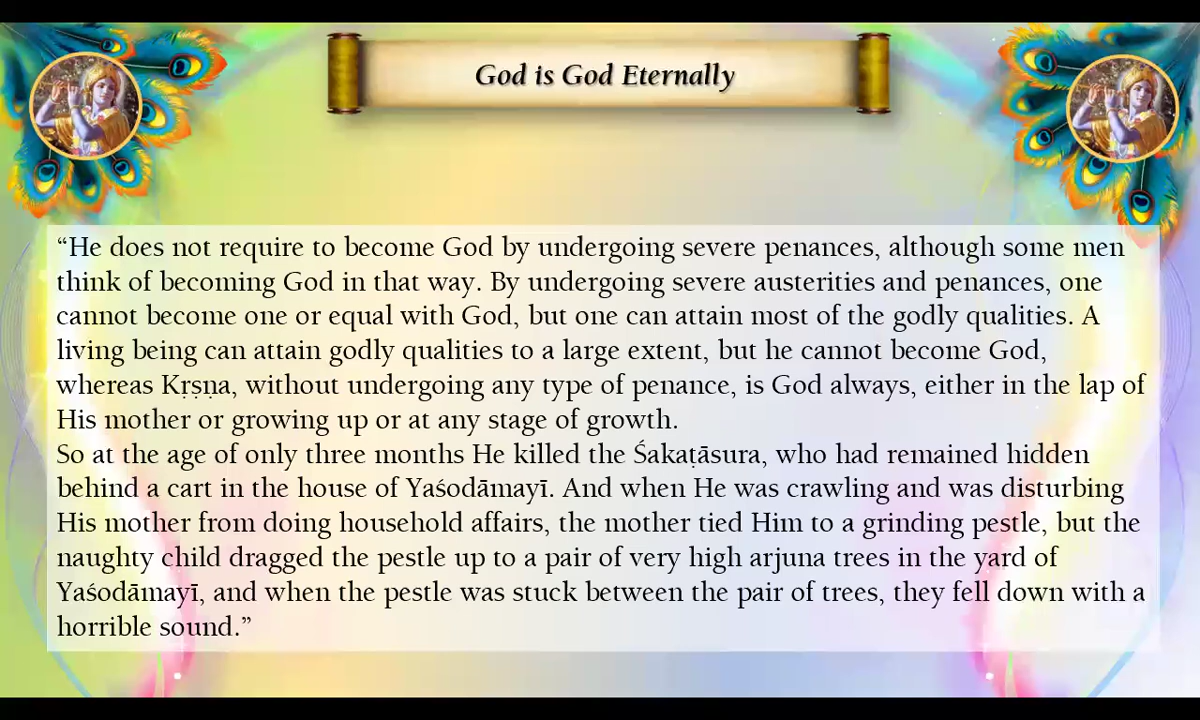 God is God Eternally
“He does not require to become God by undergoing severe penances, although some men
think of becoming God in that way. By undergoing severe austerities and penances, one
cannot become one or equal with God, but one can attain most of the godly qualities. A
living being can attain godly qualities to a large extent, but he cannot become God,
whereas Kṛṣṇa, without undergoing any type of penance, is God always, either in the lap of
His mother or growing up or at any stage of growth.
So at the age of only three months He killed the Śakaṭāsura, who had remained hidden
behind a cart in the house of Yaśodāmayī. And when He was crawling and was disturbing
His mother from doing household affairs, the mother tied Him to a grinding pestle, but the
naughty child dragged the pestle up to a pair of very high arjuna trees in the yard of
Yaśodāmayī, and when the pestle was stuck between the pair of trees, they fell down with a
horrible sound.”